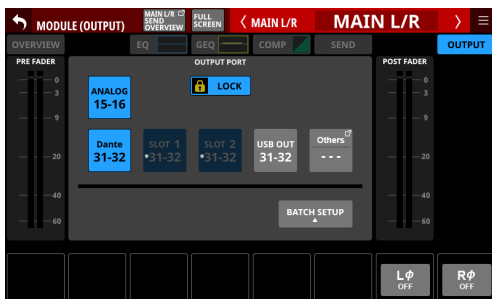 MODULE (OUTPUT)
MAIN L/R
SEND
OVERVIEW
FULL
SCREEN
MAIN L/R
MAIN L/R
OVERVIEW
EQ
GEQ
COMP
SEND
OUTPUT
PRE FADER
OUTPUT PORT
POST FADER
0
3
9
20
40
60
ANALOG
15-16
LOCK
Dante
31-32
SLOT 1
31-32
SLOT 2
31-32
USB OUT
31-32
Others
---
BATCH SETUP
0
3
9
20
40
60
LΦ
OFF
RΦ
OFF